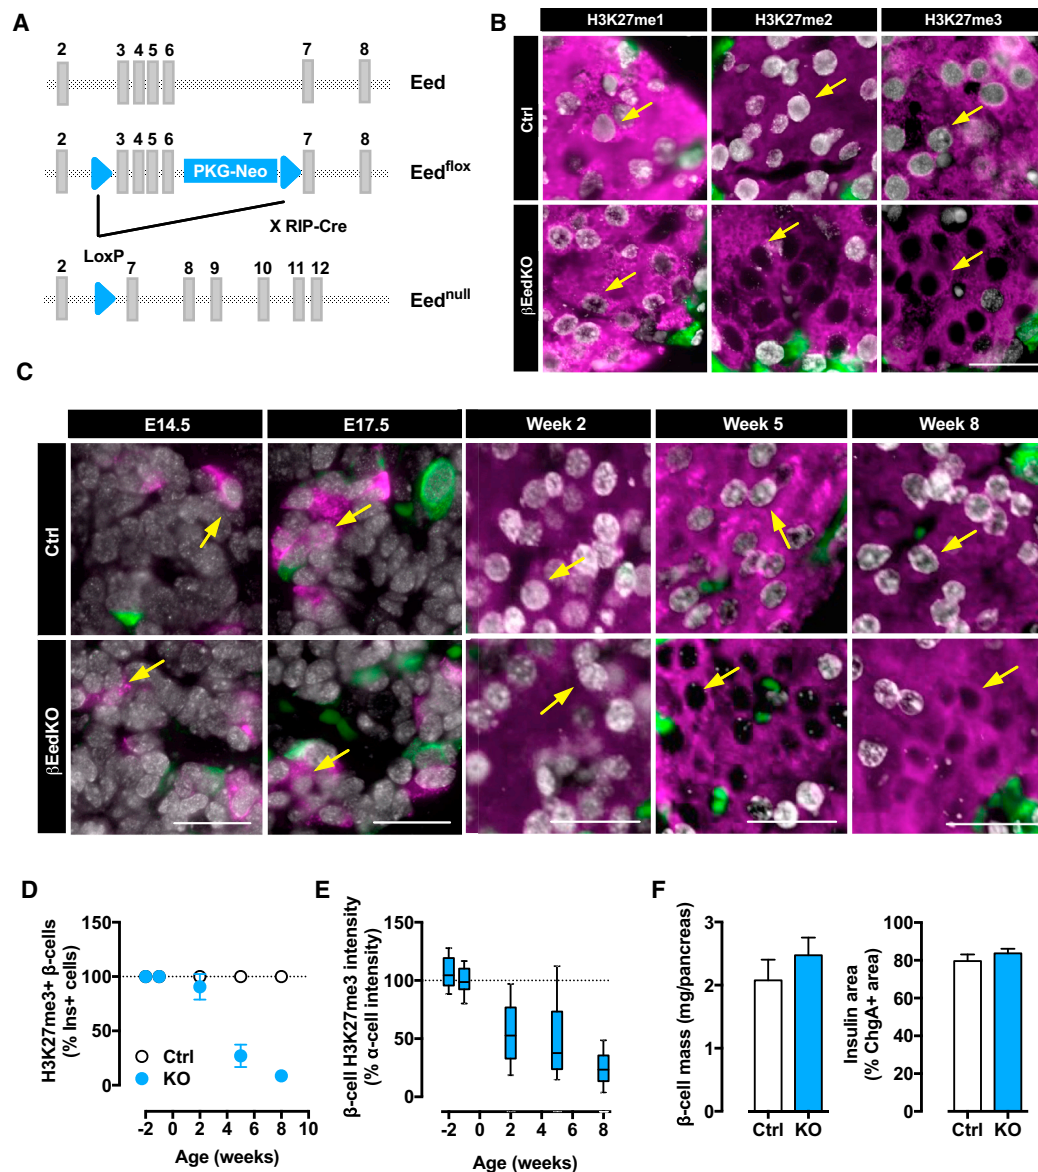 A
2 3 4 5 6 7 8
Eed
2 3 4 5 6 7 8
PKG-Neo
Eedflox
X RIP-Cre
LoxP
2 7 8 9 10 11 12
Eednull
B
H3K27me1 H3K27me2 H3K27me3
Ctrl
βEedKO
C
E14.5 E17.5 Week 2 Week 5 Week 8
Ctrl
βEedKO
D
H3K27me3+ β-cells
(% Ins+ cells)
150
100
50
0
Ctrl
KO
-2 0 2 4 6 8 10
Age (weeks)
E
β-cell H3K27me3 intensity
(% α-cell intensity)
150
100
50
0
-2 0 2 4 6 8
Age (weeks)
F
β-cell mass (mg/pancreas)
3
2
1
0
Ctrl KO
Insulin area
(% ChgA+ area)
100
80
60
40
20
0
Ctrl KO